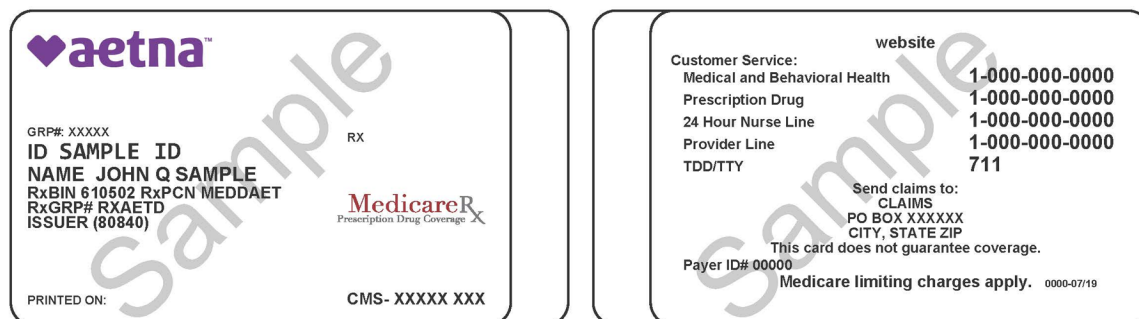 aetna™
GRP#: XXXXX
RX
ID SAMPLE ID
NAME JOHN Q SAMPLE
RxBIN 610502 RxPCN MEDDAET
RxGRP# RXAETD
ISSUER (80840)
MedicareRx
Prescription Drug Coverage
PRINTED ON:
CMS- XXXXX XXX
Sample
website
Customer Service:
Medical and Behavioral Health 1-000-000-0000
Prescription Drug 1-000-000-0000
24 Hour Nurse Line 1-000-000-0000
Provider Line 1-000-000-0000
TDD/TTY 711
Send claims to:
CLAIMS
PO BOX XXXXXX
CITY, STATE ZIP
This card does not guarantee coverage.
Payer ID# 00000
Medicare limiting charges apply. 0000-07/19
Sample